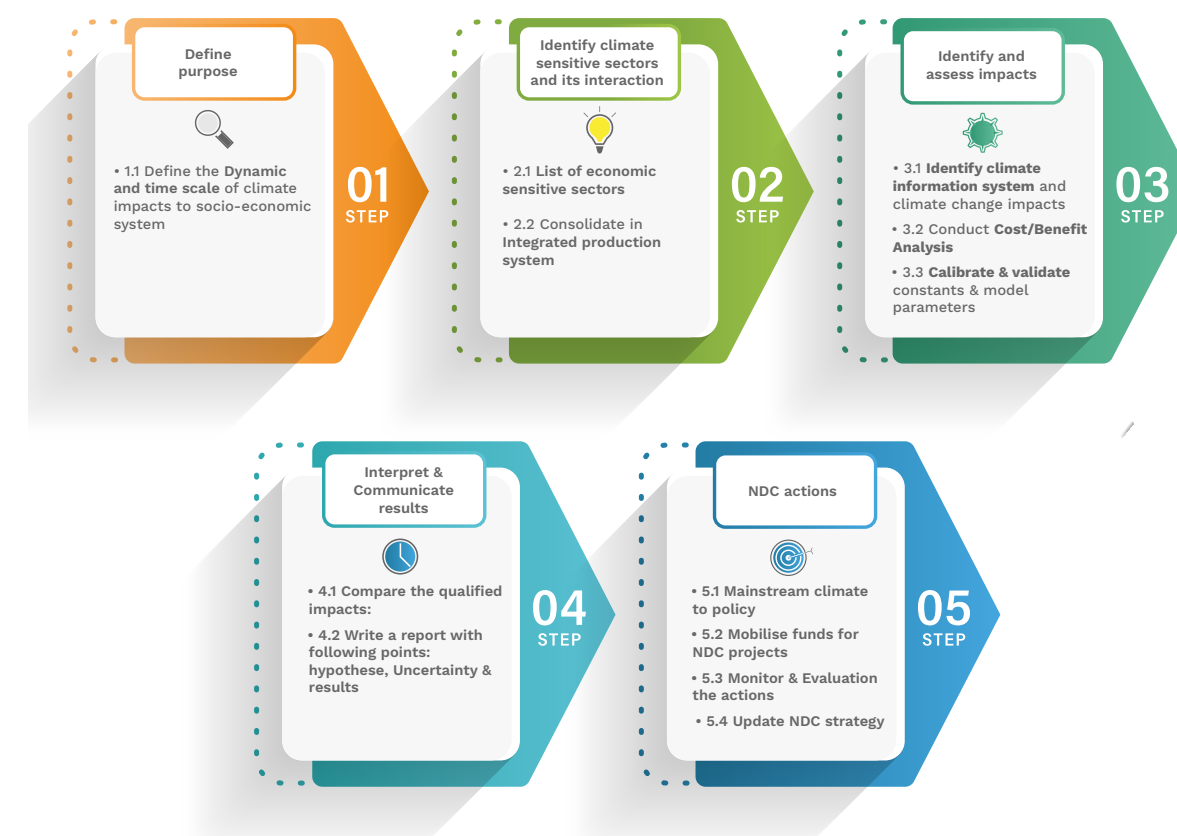 Define
purpose
• 1.1 Define the Dynamic
and time scale of climate
impacts to socio-economic
system
01
STEP
Identify climate
sensitive sectors
and its interaction
• 2.1 List of economic
sensitive sectors
• 2.2 Consolidate in
Integrated production
system
02
STEP
Identify and
assess impacts
• 3.1 Identify climate
information system and
climate change impacts
• 3.2 Conduct Cost/Benefit
Analysis
• 3.3 Calibrate & validate
constants & model
parameters
03
STEP
Interpret &
Communicate
results
• 4.1 Compare the qualified
impacts:
• 4.2 Write a report with
following points:
hypothese, Uncertainty &
results
04
STEP
NDC actions
• 5.1 Mainstream climate
to policy
• 5.2 Mobilise funds for
NDC projects
• 5.3 Monitor & Evaluation
the actions
• 5.4 Update NDC strategy
05
STEP